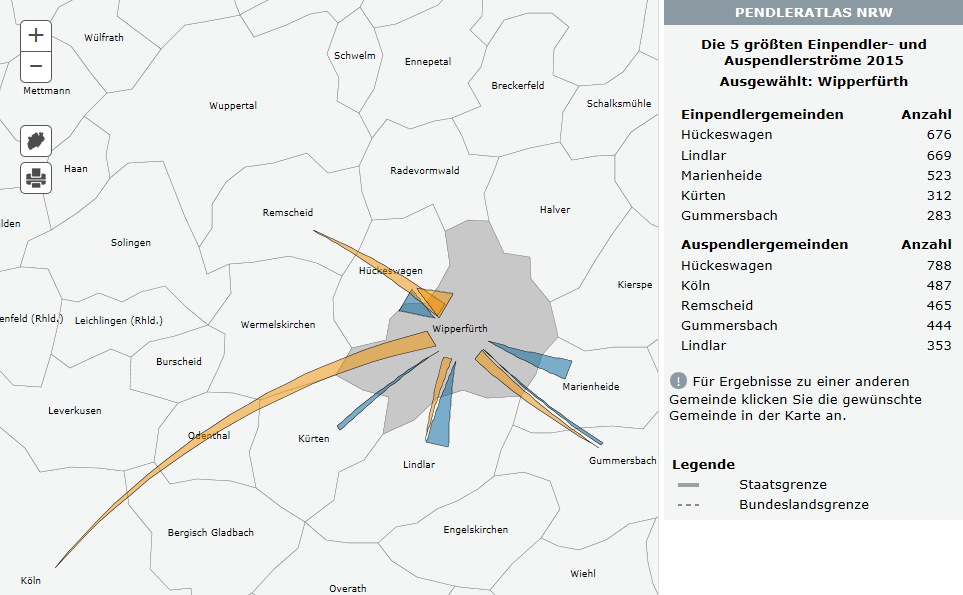 PENDLERATLAS NRW
Die 5 größten Einpendler- und
Auspendlerströme 2015
Ausgewählt: Wipperfürth
Einpendlergemeinden Anzahl
Hückeswagen 676
Lindlar 669
Marienheide 523
Kürten 312
Gummersbach 283
Auspendlergemeinden Anzahl
Hückeswagen 788
Köln 487
Remscheid 465
Gummersbach 444
Lindlar 353
! Für Ergebnisse zu einer anderen
Gemeinde klicken Sie die gewünschte
Gemeinde in der Karte an.
Legende
Staatsgrenze
Bundeslandsgrenze
+
−
Wülfrath
Schwelm
Ennepetal
Mettmann
Breckerfeld
Wuppertal
Schalksmühle
Haan
Radevormwald
Remscheid
Halver
lden
Solingen
Hückeswagen
Kierspe
enfeld (Rhld.)
Leichlingen (Rhld.)
Wermelskirchen
Wipperfürth
Burscheid
Marienheide
Leverkusen
Odenthal
Kürten
Lindlar
Gummersbach
Bergisch Gladbach
Engelskirchen
Köln
Wiehl
Overath